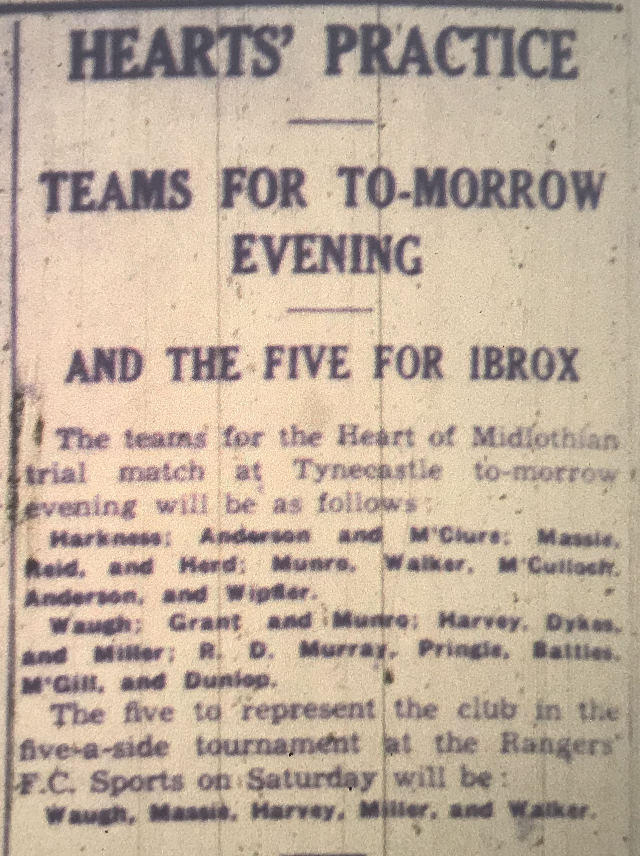 HEARTS' PRACTICE
TEAMS FOR TO-MORROW
EVENING
AND THE FIVE FOR IBROX
The teams for the Heart of Midlothian
trial match at Tynecastle to-morrow
evening will be as follows:
Harkness; Anderson and M'Clure; Massie,
Reid, and Herd; Munro, Walker, M'Culloch,
Anderson, and Wipfler.
Waugh; Grant and Munro; Harvey, Dykes,
and Miller; R. D. Murray, Pringle, Battles,
M'Gill, and Dunlop.
The five to represent the club in the
five-a-side tournament at the Rangers'
F.C. Sports on Saturday will be:
Waugh, Massie, Harvey, Miller, and Walker.